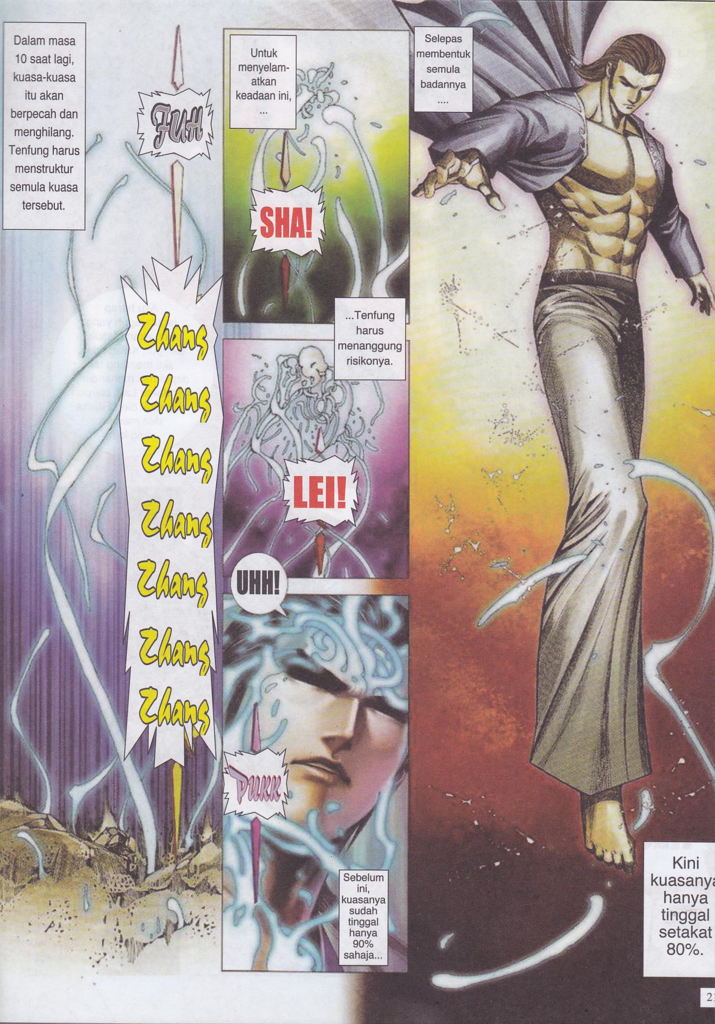 Dalam masa
10 saat lagi,
kuasa-kuasa
itu akan
berpecah dan
menghilang.
Tenfung harus
menstruktur
semula kuasa
tersebut.
FUH
Zhang
Zhang
Zhang
Zhang
Zhang
Zhang
Zhang
Untuk
menyelam-
atkan
keadaan ini,
...
SHA!
...Tenfung
harus
menanggung
risikonya.
LEI!
UHH!
PUKK
Sebelum
ini,
kuasanya
sudah
tinggal
hanya
90%
sahaja...
Selepas
membentuk
semula
badannya
....
Kini
kuasanya
hanya
tinggal
setakat
80%.